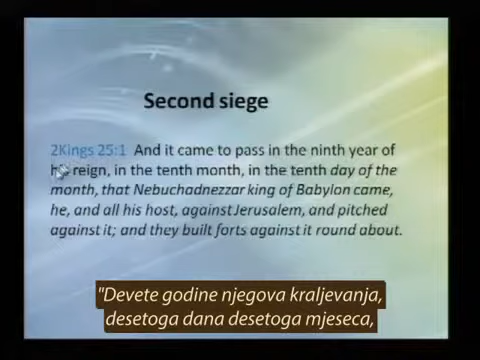 Second siege
2Kings 25:1 And it came to pass in the ninth year of
his reign, in the tenth month, in the tenth day of the
month, that Nebuchadnezzar king of Babylon came,
he, and all his host, against Jerusalem, and pitched
against it; and they built forts against it round about.
"Devete godine njegova kraljevanja,
desetoga dana desetoga mjeseca,